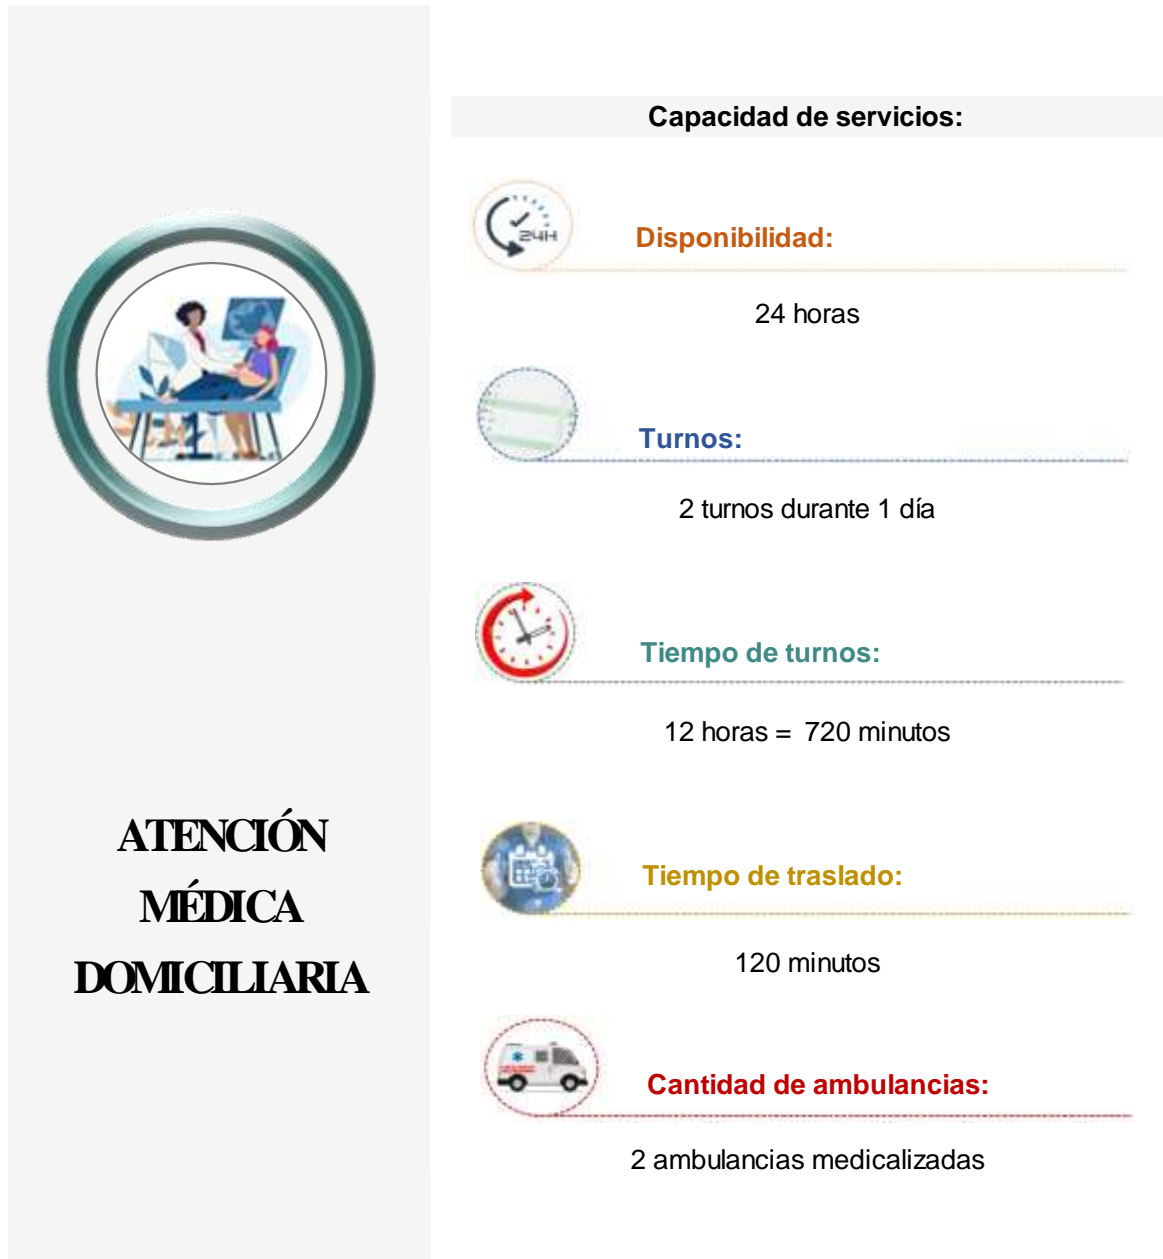 Capacidad de servicios:
24H
Disponibilidad:
24 horas
Turnos:
2 turnos durante 1 día
Tiempo de turnos:
12 horas = 720 minutos
ATENCIÓN
MÉDICA
DOMICILIARIA
Tiempo de traslado:
120 minutos
Cantidad de ambulancias:
2 ambulancias medicalizadas